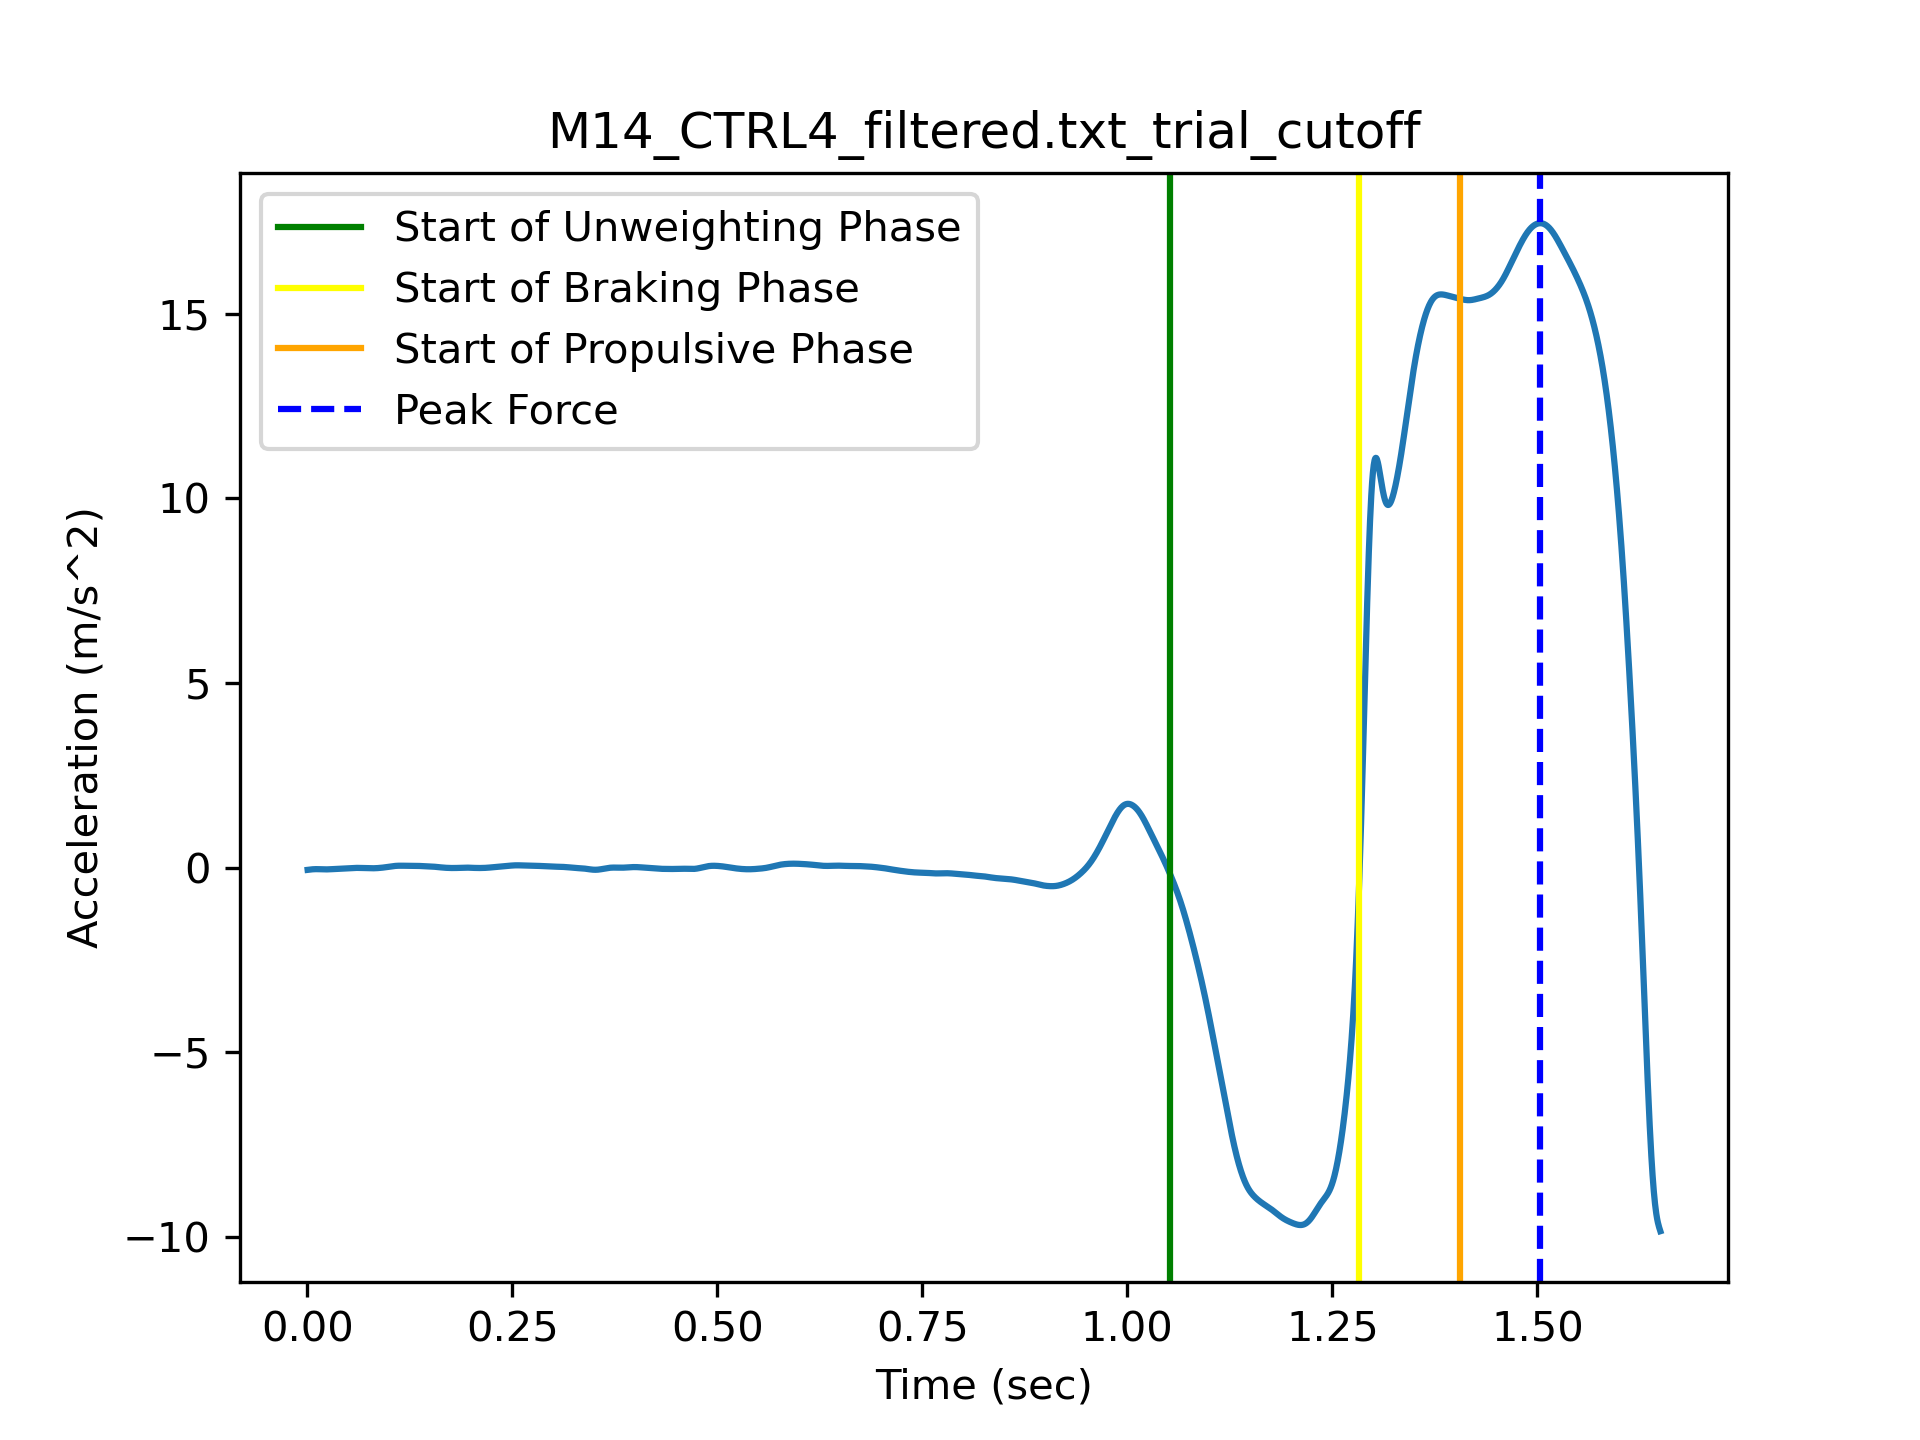 M14_CTRL4_filtered.txt_trial_cutoff
Start of Unweighting Phase
Start of Braking Phase
Start of Propulsive Phase
Peak Force
Acceleration (m/s^2)
15
10
5
0
−5
−10
0.00 0.25 0.50 0.75 1.00 1.25 1.50
Time (sec)